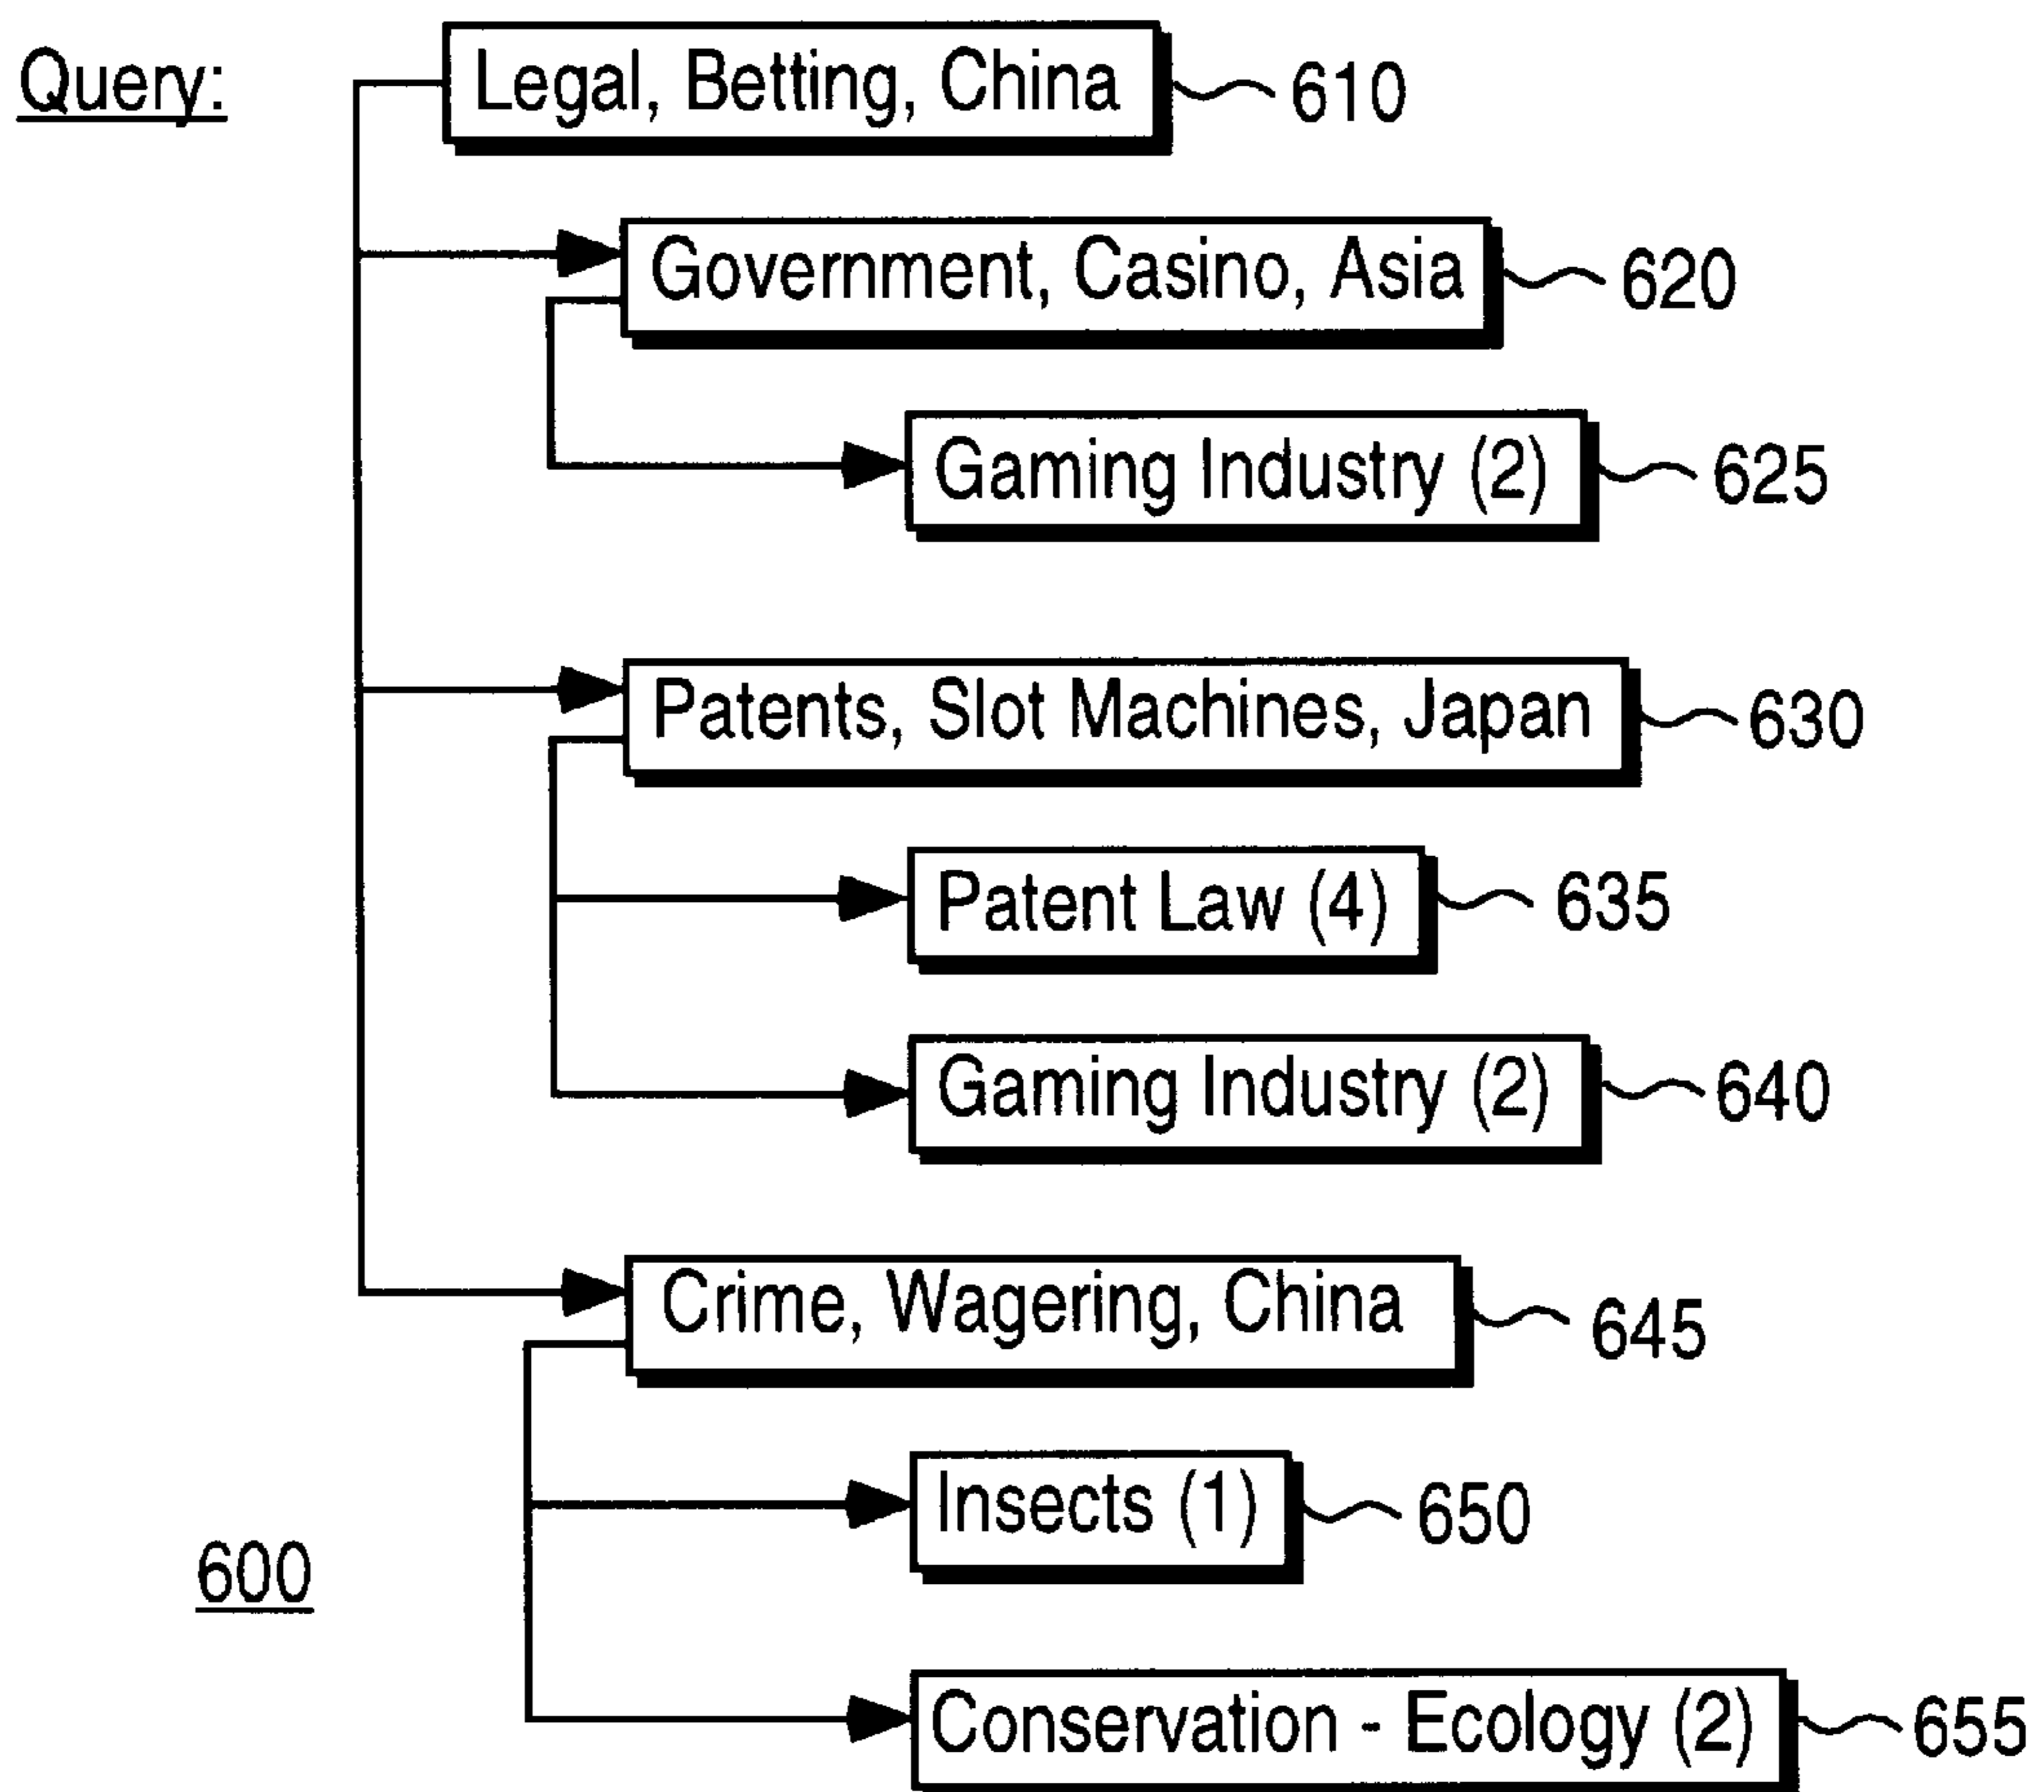 Query:
Legal, Betting, China
610
Government, Casino, Asia
620
Gaming Industry (2)
625
Patents, Slot Machines, Japan
630
Patent Law (4)
635
Gaming Industry (2)
640
Crime, Wagering, China
645
Insects (1)
650
600
Conservation - Ecology (2)
655